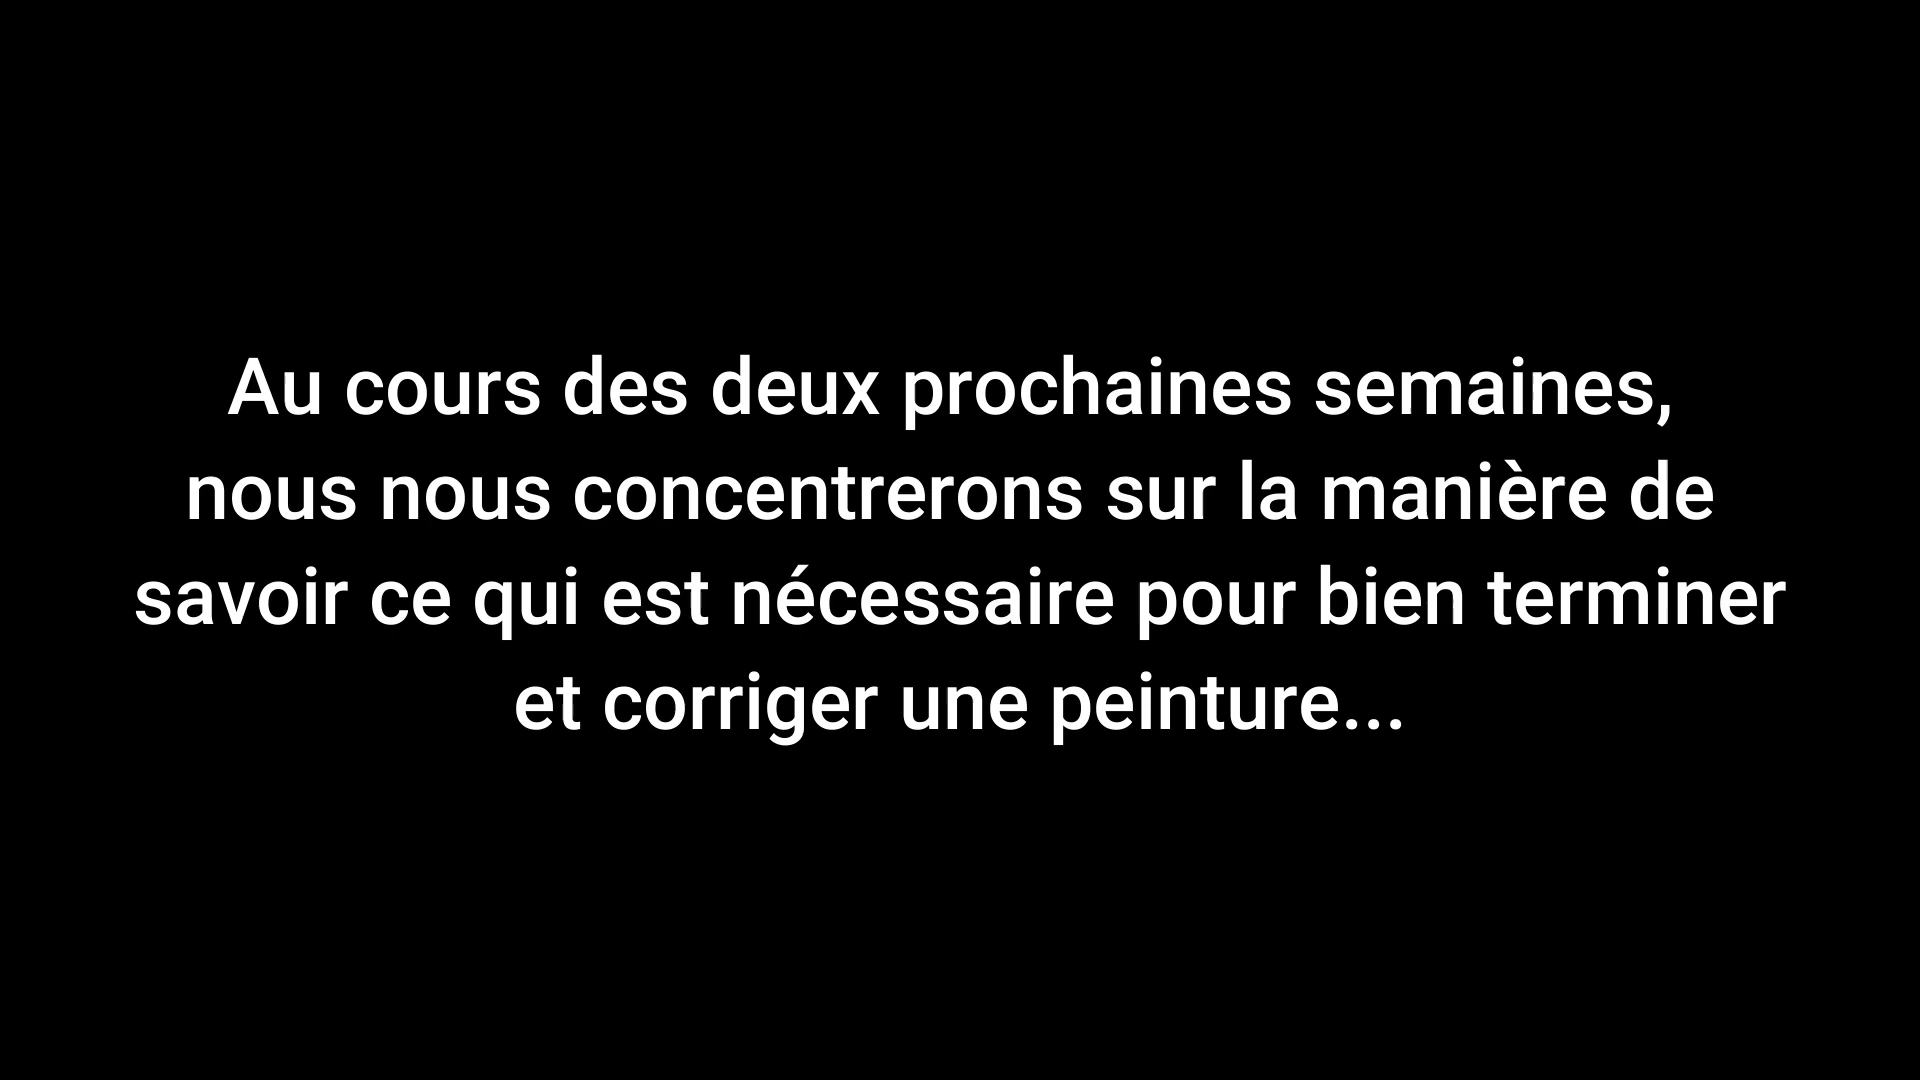 Au cours des deux prochaines semaines,
nous nous concentrerons sur la manière de
savoir ce qui est nécessaire pour bien terminer
et corriger une peinture...